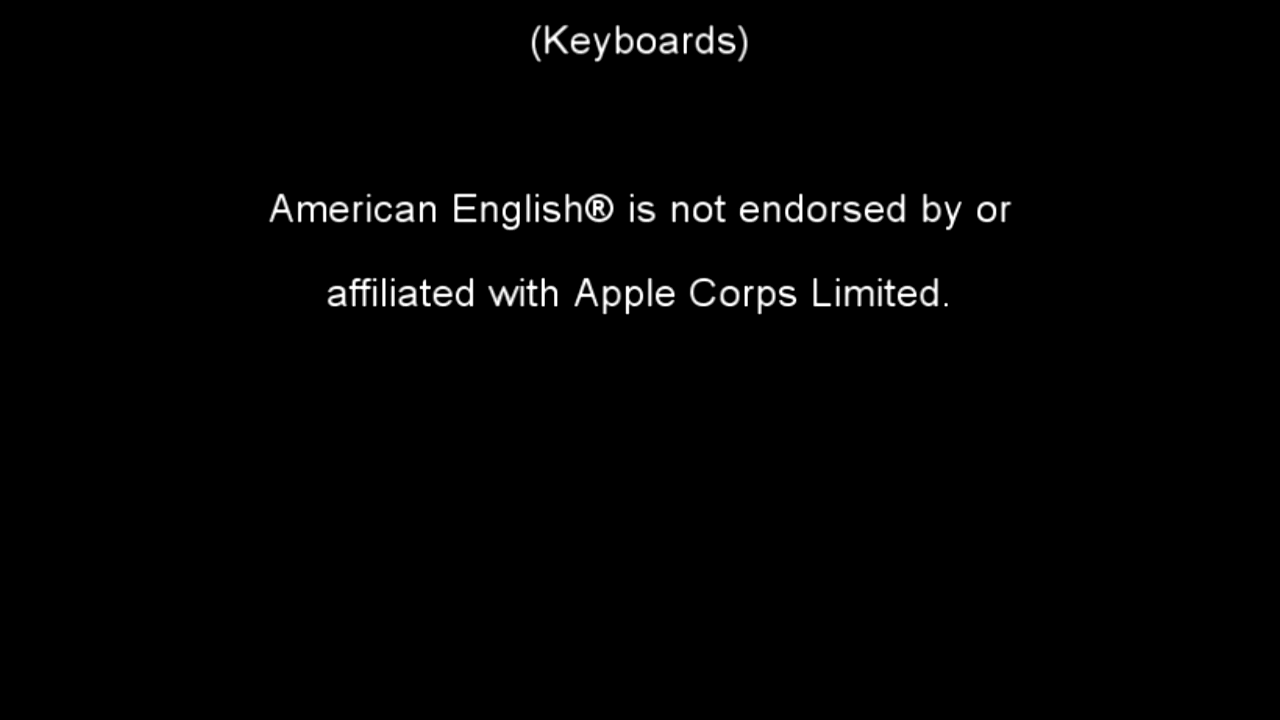 (Keyboards)
American English® is not endorsed by or
affiliated with Apple Corps Limited.